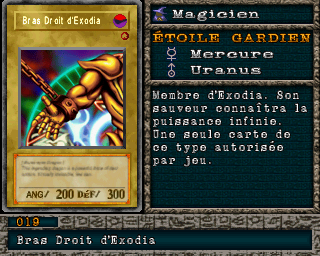 Bras Droit d'Exodia
ANG/ 200 DÉF/ 300
019
Bras Droit d'Exodia
Magicien
ÉTOILE GARDIEN
Mercure
Uranus
Membre d'Exodia. Son
sauveur connaîtra la
puissance infinie.
Une seule carte de
ce type autorisée
par jeu.